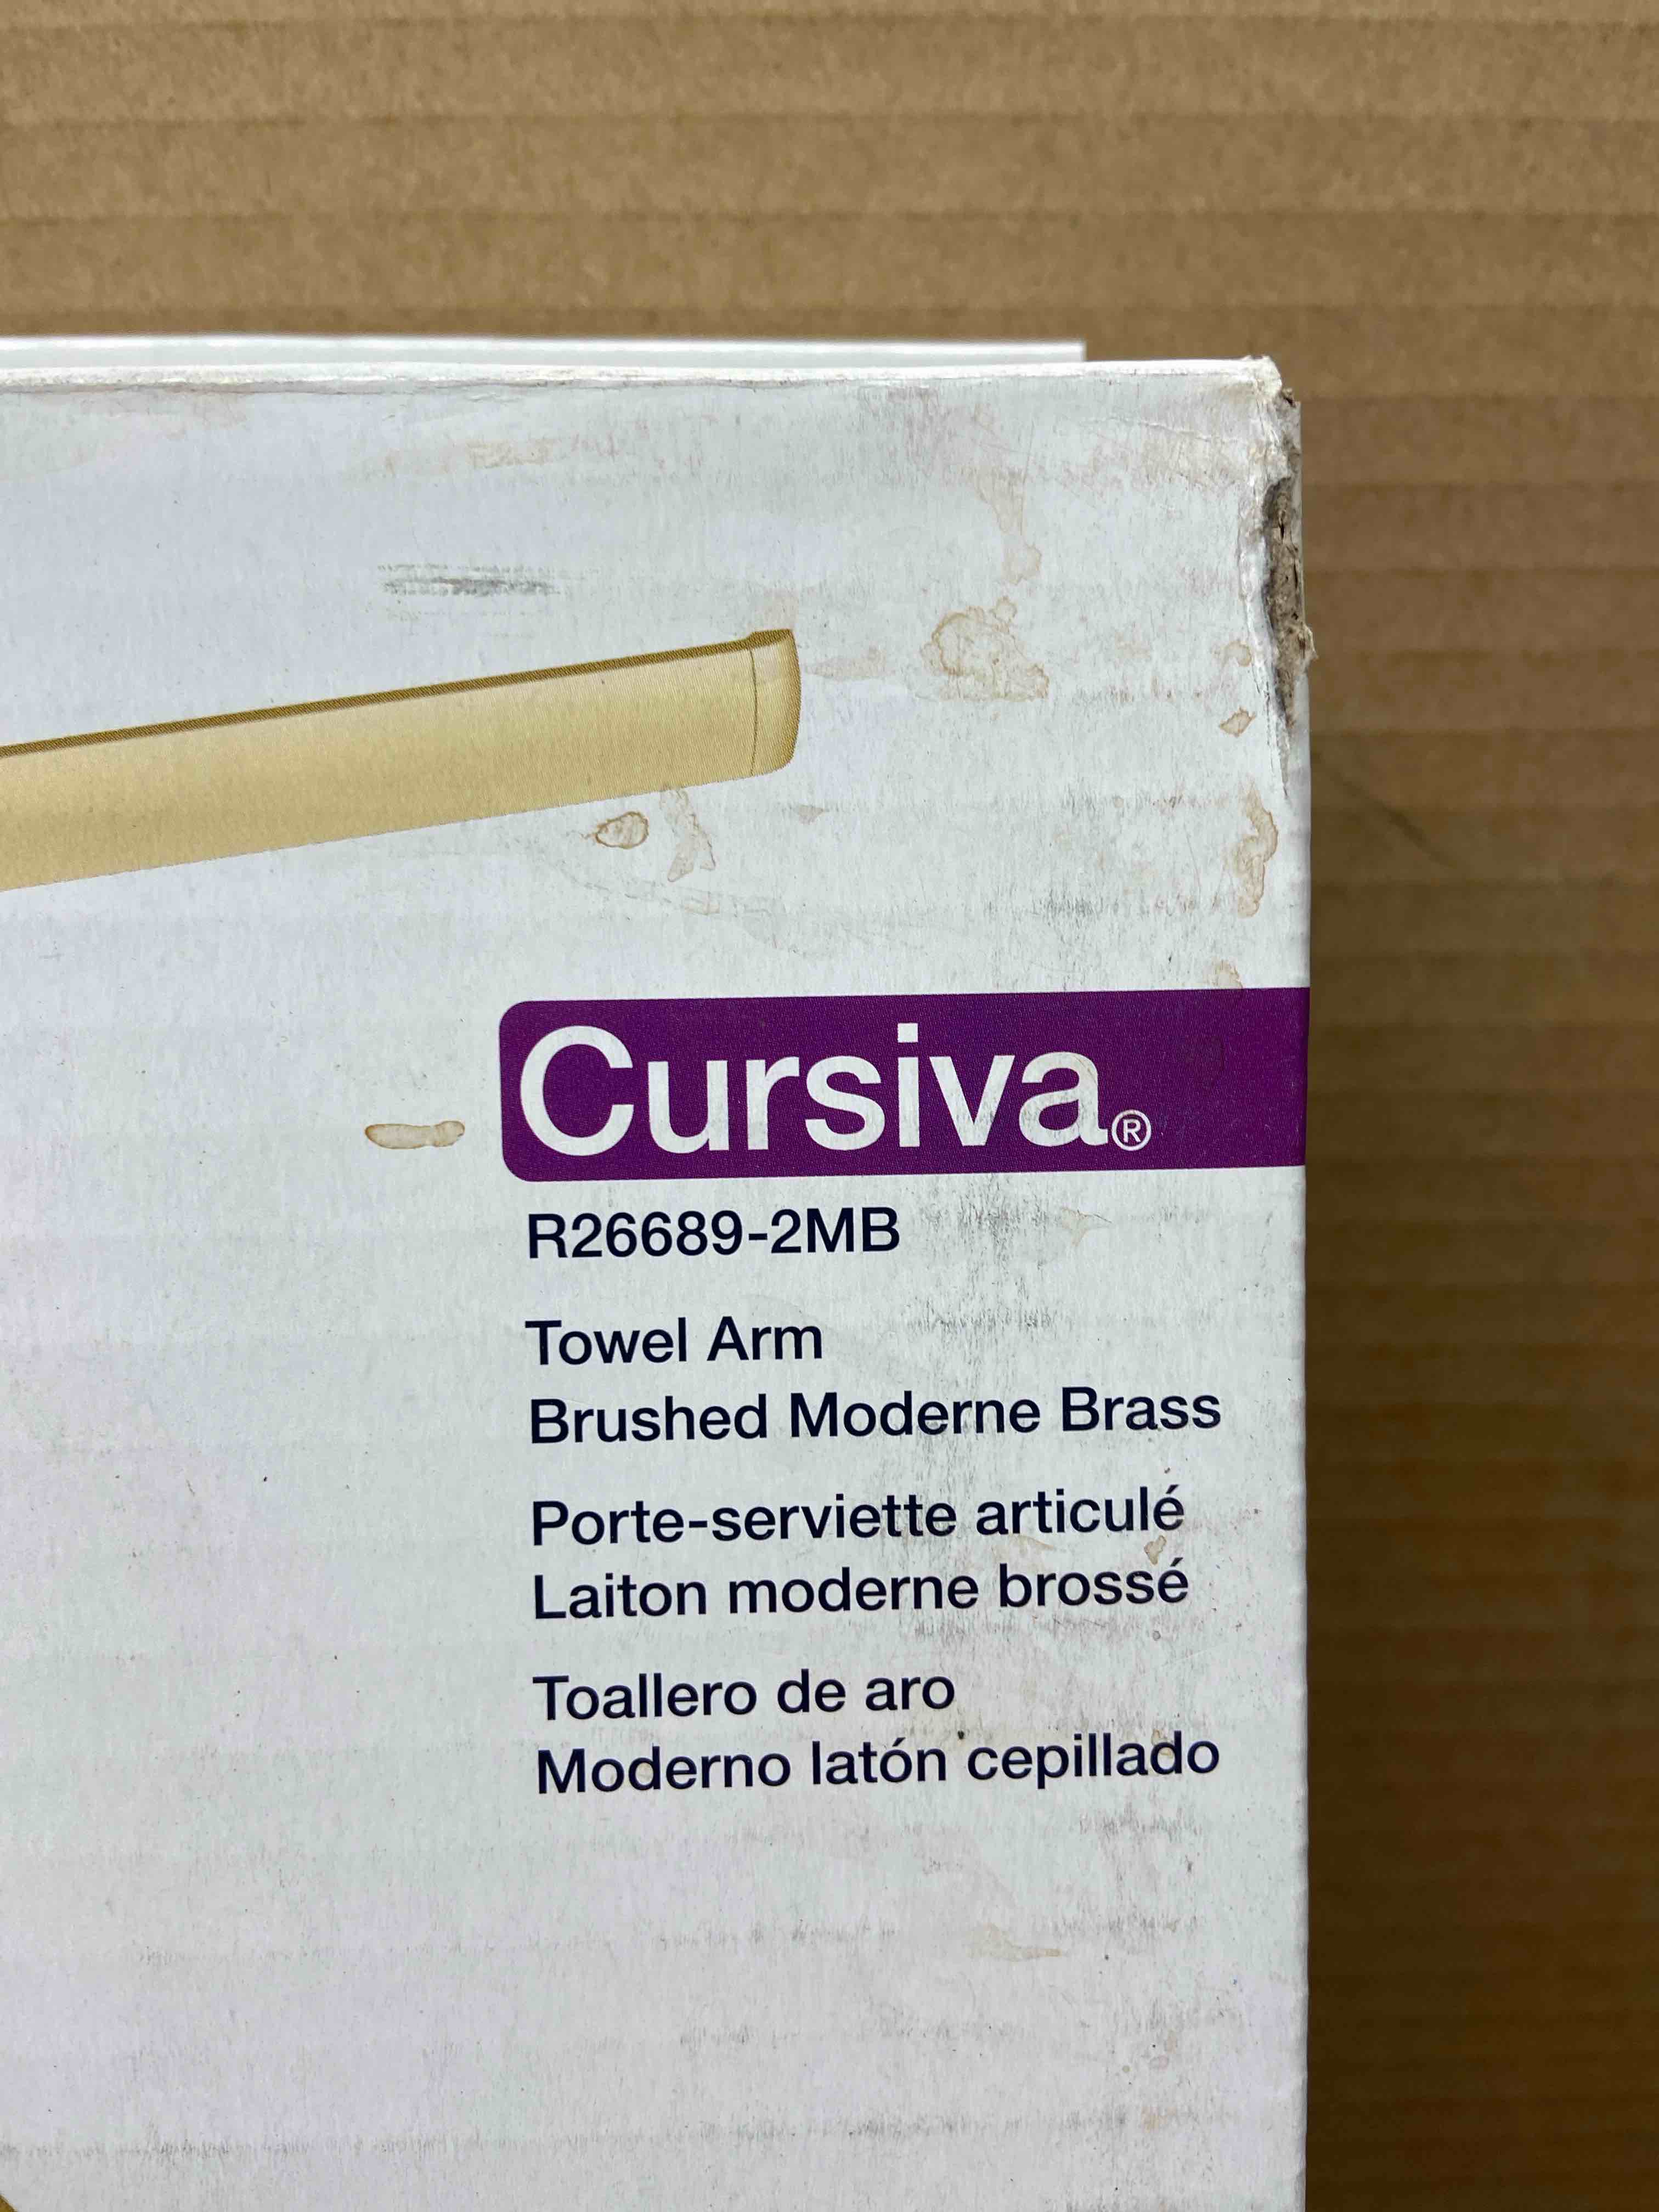 Cursiva®
R26689-2MB
Towel Arm
Brushed Moderne Brass
Porte-serviette articulé
Laiton moderne brossé
Toallero de aro
Moderno latón cepillado